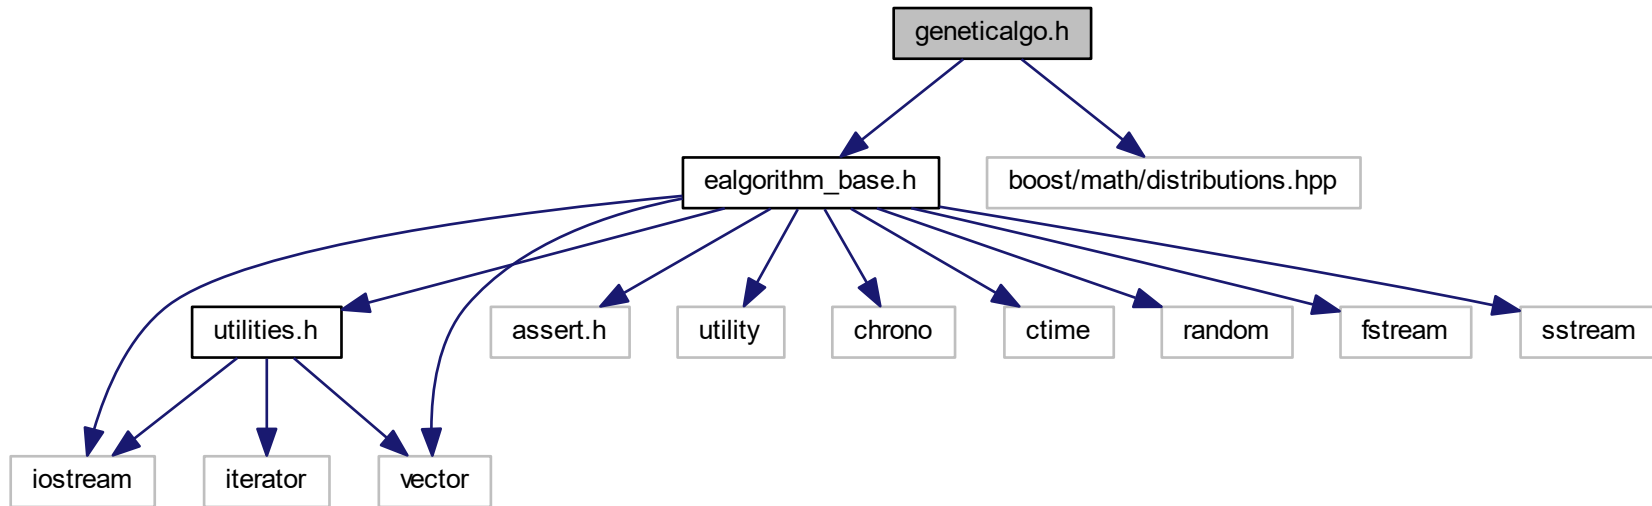 geneticalgo.h
ealgorithm_base.h
boost/math/distributions.hpp
utilities.h
assert.h
utility
chrono
ctime
random
fstream
sstream
iostream
iterator
vector